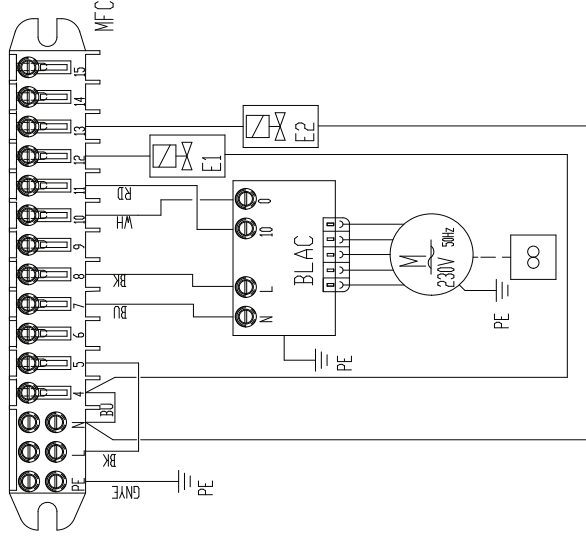 MFC
15
14
13
12
11
10
9
8
7
6
5
4
N
L
PE
E2
E1
RD
WH
BK
BU
BU
BK
GNYE
PE
0
10
L
N
BLAC
PE
M
230V 50Hz
PE